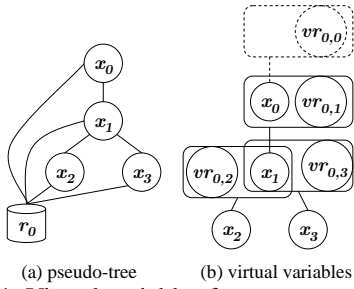 vr0,0
x0
x0
vr0,1
x1
vr0,2
x1
vr0,3
x2
x3
r0
x2
x3
(a) pseudo-tree
(b) virtual variables